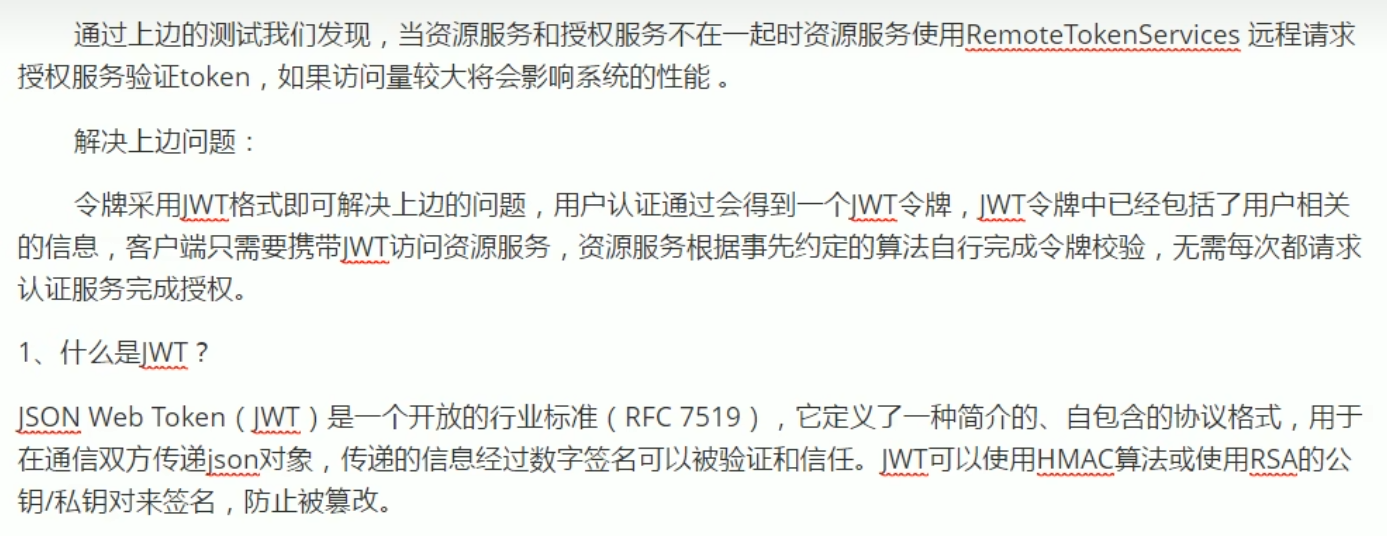 通过上边的测试我们发现，当资源服务和授权服务不在一起时资源服务使用RemoteTokenServices 远程请求
授权服务验证token，如果访问量较大将会影响系统的性能 。
解决上边问题：
令牌采用JWT格式即可解决上边的问题，用户认证通过会得到一个JWT令牌，JWT令牌中已经包括了用户相关
的信息，客户端只需要携带JWT访问资源服务，资源服务根据事先约定的算法自行完成令牌校验，无需每次都请求
认证服务完成授权。
1、什么是JWT？
JSON Web Token（JWT）是一个开放的行业标准（RFC 7519），它定义了一种简介的、自包含的协议格式，用于
在通信双方传递json对象，传递的信息经过数字签名可以被验证和信任。JWT可以使用HMAC算法或使用RSA的公
钥/私钥对来签名，防止被篡改。